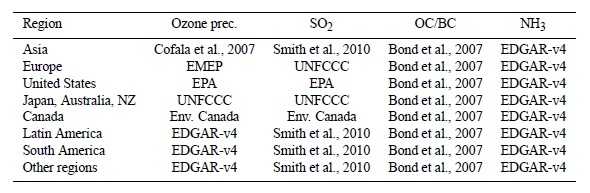 Region Ozone prec. SO2 OC/BC NH3
Asia Cofala et al., 2007 Smith et al., 2010 Bond et al., 2007 EDGAR-v4
Europe EMEP UNFCCC Bond et al., 2007 EDGAR-v4
United States EPA EPA Bond et al., 2007 EDGAR-v4
Japan, Australia, NZ UNFCCC UNFCCC Bond et al., 2007 EDGAR-v4
Canada Env. Canada Env. Canada Bond et al., 2007 EDGAR-v4
Latin America EDGAR-v4 Smith et al., 2010 Bond et al., 2007 EDGAR-v4
South America EDGAR-v4 Smith et al., 2010 Bond et al., 2007 EDGAR-v4
Other regions EDGAR-v4 Smith et al., 2010 Bond et al., 2007 EDGAR-v4